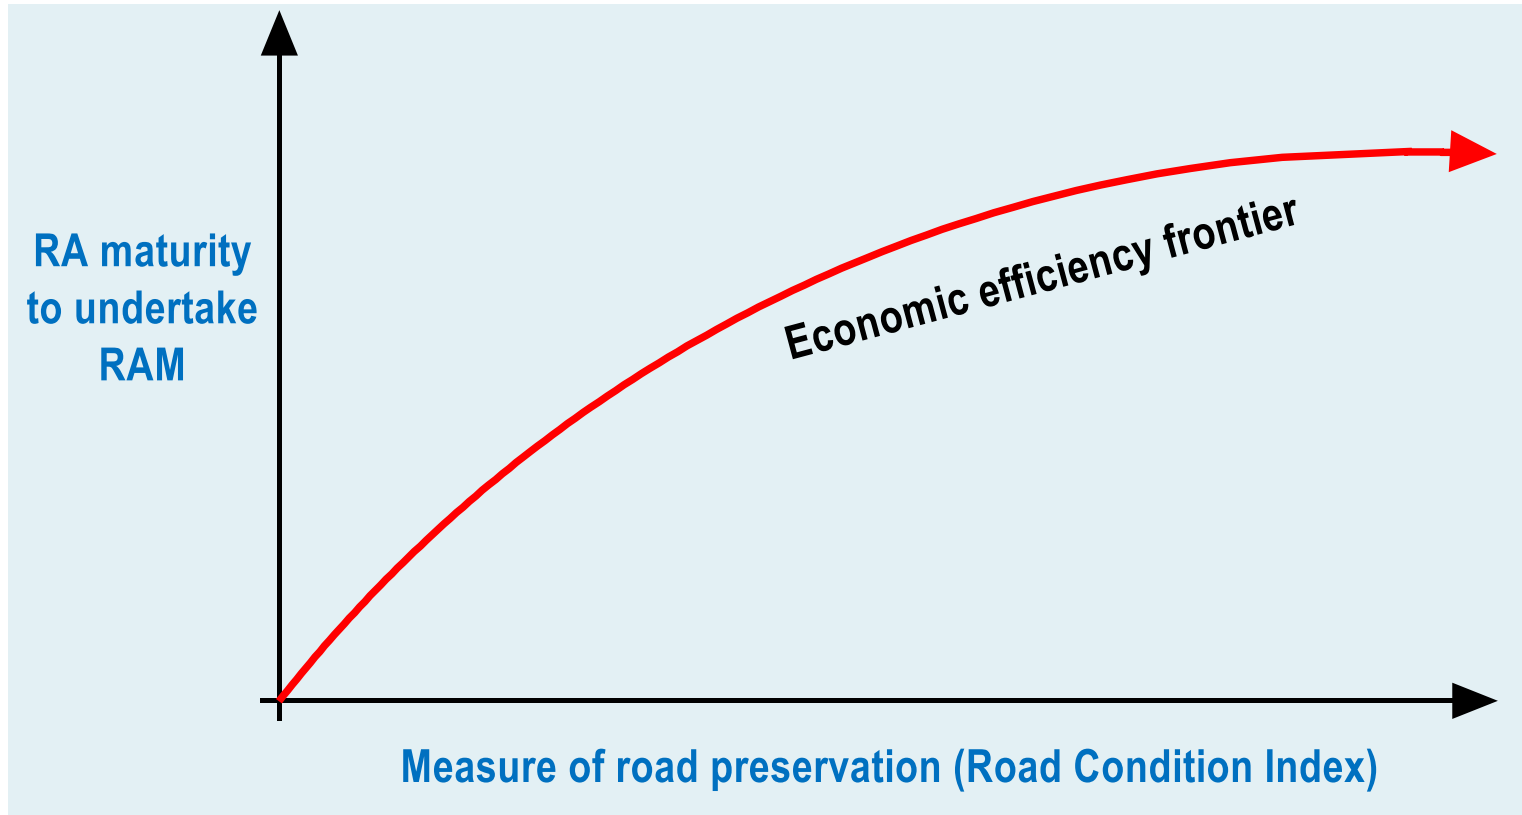 RA maturity
to undertake
RAM
Economic efficiency frontier
Measure of road preservation (Road Condition Index)